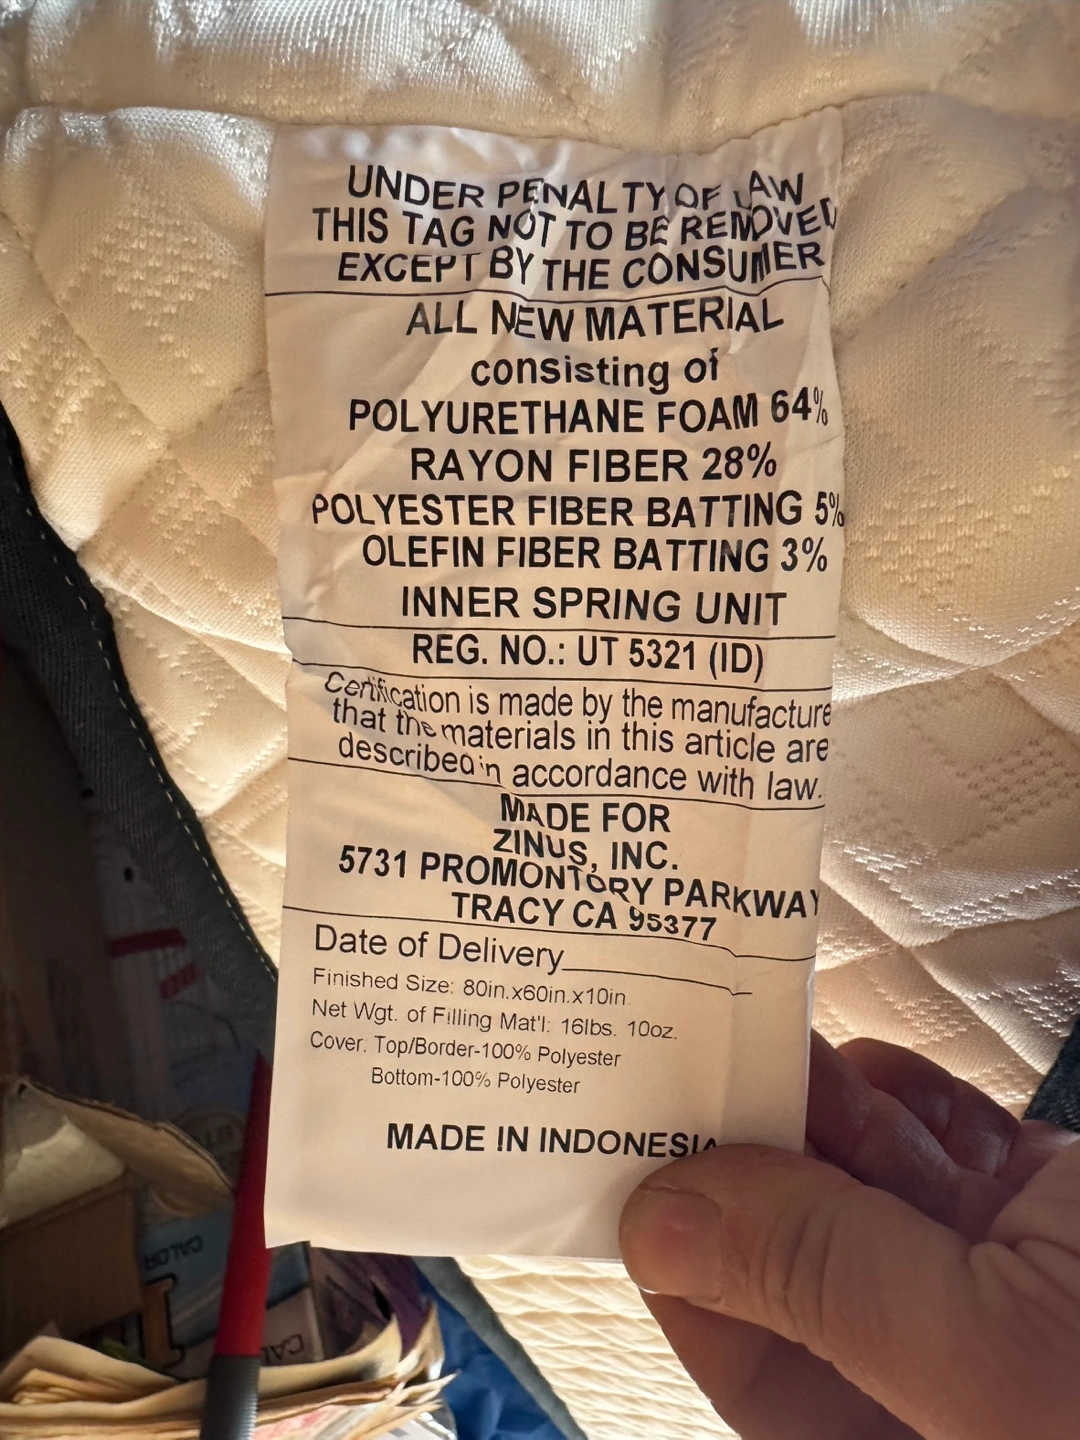 UNDER PENALTY OF LAW
THIS TAG NOT TO BE REMOVED
EXCEPT BY THE CONSUMER
ALL NEW MATERIAL
consisting of
POLYURETHANE FOAM 64%
RAYON FIBER 28%
POLYESTER FIBER BATTING 5%
OLEFIN FIBER BATTING 3%
INNER SPRING UNIT
REG. NO.: UT 5321 (ID)
Certification is made by the manufacture
that the materials in this article are
described in accordance with law.
MADE FOR
ZINUS, INC.
5731 PROMONTORY PARKWAY
TRACY CA 95377
Date of Delivery
Finished Size: 80in.x60in.x10in
Net Wgt. of Filling Mat'l: 16lbs. 10oz.
Cover: Top/Border-100% Polyester
Bottom-100% Polyester
MADE IN INDONESIA